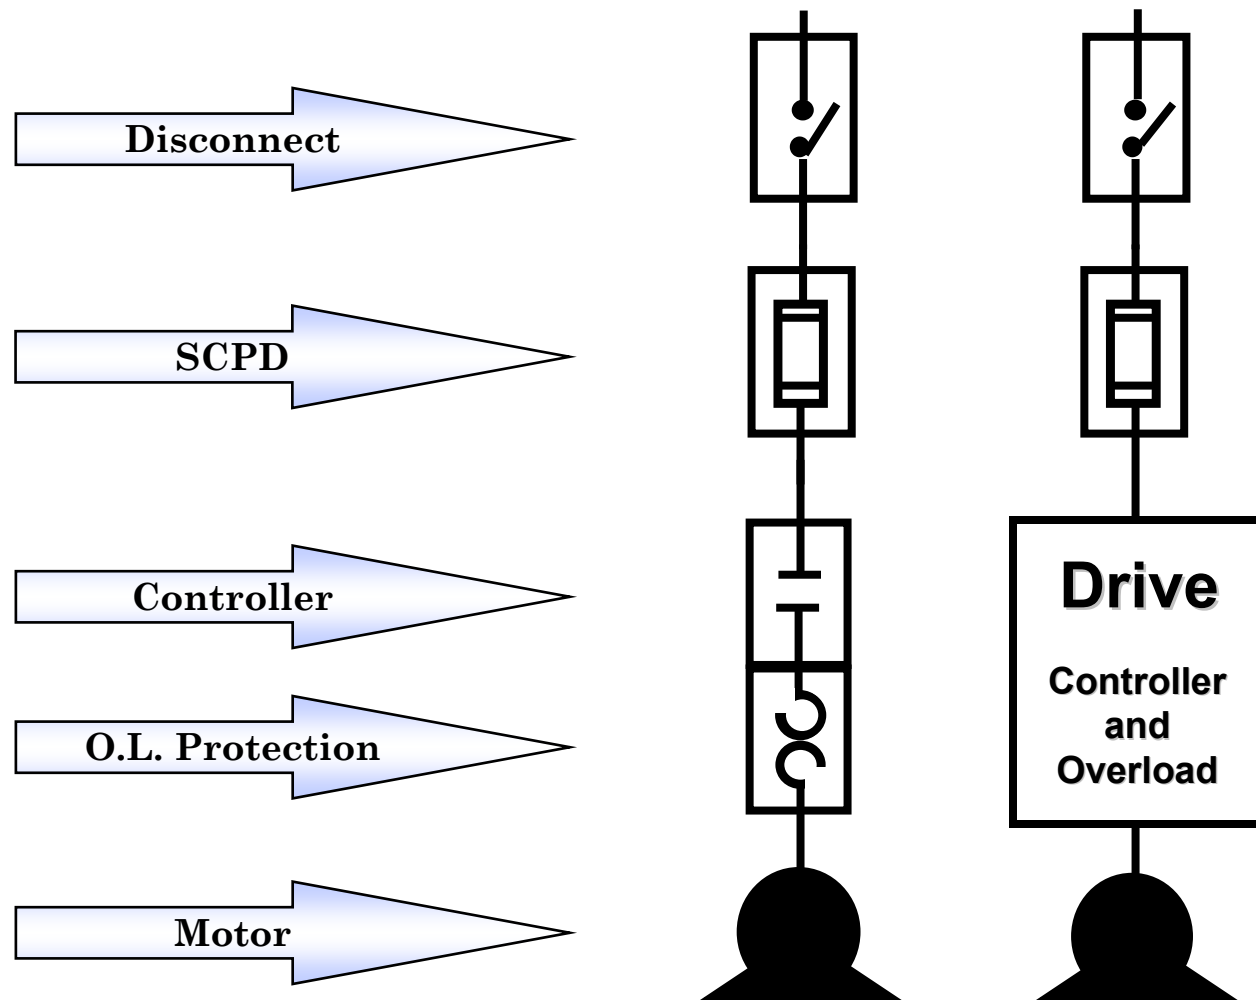 Disconnect
SCPD
Controller
O.L. Protection
Motor
Drive
Controller
and
Overload